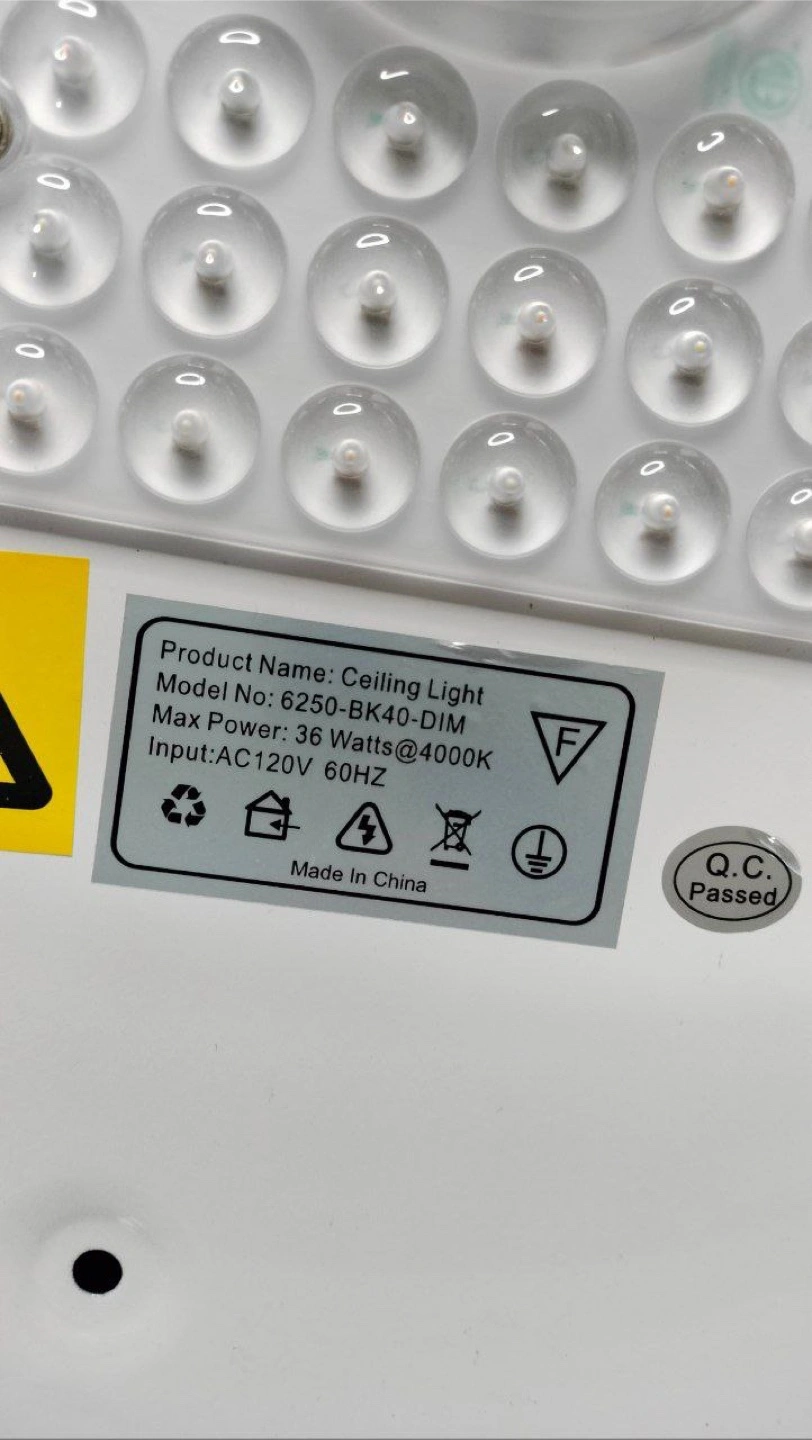 Product Name: Ceiling Light
Model No: 6250-BK40-DIM
Max Power: 36 Watts@4000K
Input:AC120V 60HZ
F
Made In China
Q.C.
Passed